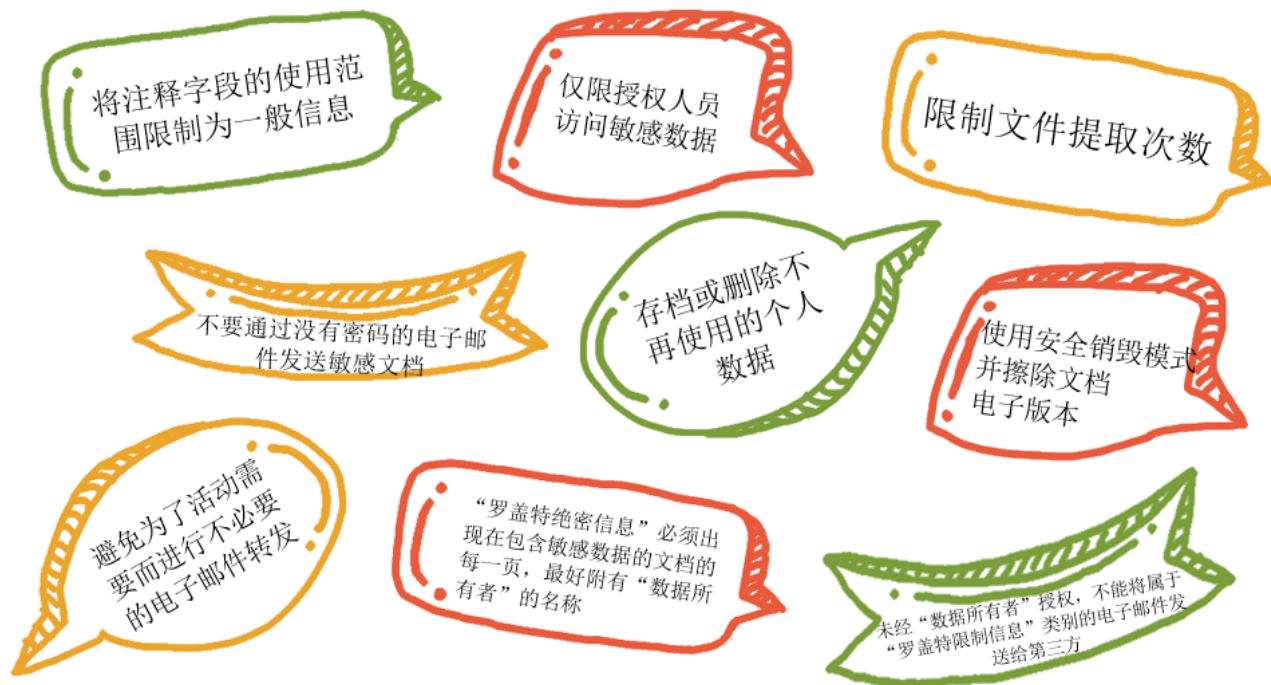 将注释字段的使用范
围限制为一般信息
仅限授权人员
访问敏感数据
限制文件提取次数
不要通过没有密码的电子邮
件发送敏感文档
存档或删除不
再使用的个人
数据
使用安全销毁模式
并擦除文档
电子版本
避免为了活动需
要而进行不必要
的电子邮件转发
“罗盖特绝密信息”必须出
现在包含敏感数据的文档的
每一页，最好附有“数据所
有者”的名称
未经“数据所有者”授权，不能将属于
“罗盖特限制信息”类别的电子邮件发
送给第三方